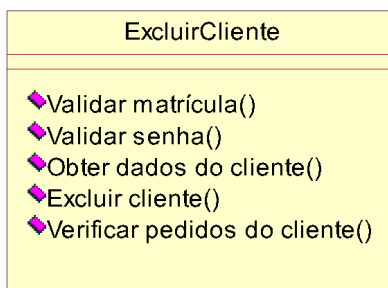 ExcluirCliente
Validar matrícula()
Validar senha()
Obter dados do cliente()
Excluir cliente()
Verificar pedidos do cliente()